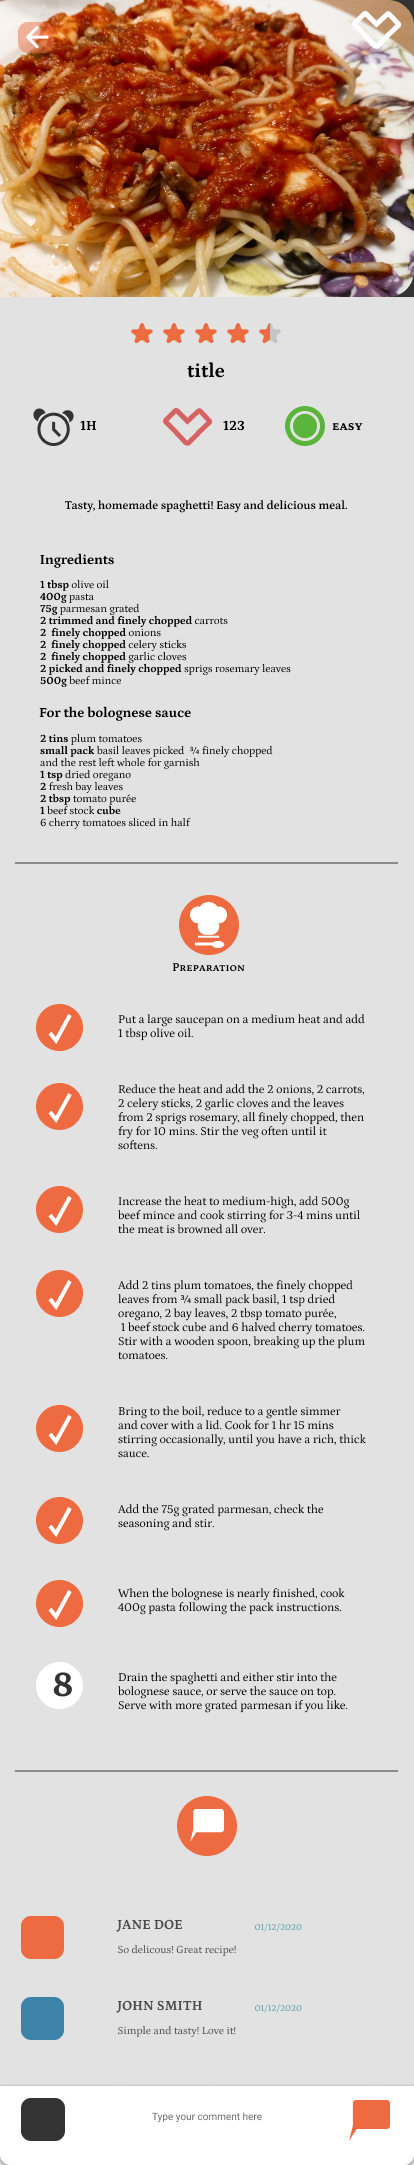 title
1H
123
EASY
Tasty, homemade spaghetti! Easy and delicious meal.
Ingredients
1 tbsp olive oil
400g pasta
75g parmesan grated
2 trimmed and finely chopped carrots
2 finely chopped onions
2 finely chopped celery sticks
2 finely chopped garlic cloves
2 picked and finely chopped sprigs rosemary leaves
500g beef mince
For the bolognese sauce
2 tins plum tomatoes
small pack basil leaves picked ¾ finely chopped
and the rest left whole for garnish
1 tsp dried oregano
2 fresh bay leaves
2 tbsp tomato purée
1 beef stock cube
6 cherry tomatoes sliced in half
Preparation
Put a large saucepan on a medium heat and add
1 tbsp olive oil.
Reduce the heat and add the 2 onions, 2 carrots,
2 celery sticks, 2 garlic cloves and the leaves
from 2 sprigs rosemary, all finely chopped, then
fry for 10 mins. Stir the veg often until it
softens.
Increase the heat to medium-high, add 500g
beef mince and cook stirring for 3-4 mins until
the meat is browned all over.
Add 2 tins plum tomatoes, the finely chopped
leaves from ¾ small pack basil, 1 tsp dried
oregano, 2 bay leaves, 2 tbsp tomato purée,
1 beef stock cube and 6 halved cherry tomatoes.
Stir with a wooden spoon, breaking up the plum
tomatoes.
Bring to the boil, reduce to a gentle simmer
and cover with a lid. Cook for 1 hr 15 mins
stirring occasionally, until you have a rich, thick
sauce.
Add the 75g grated parmesan, check the
seasoning and stir.
When the bolognese is nearly finished, cook
400g pasta following the pack instructions.
8
Drain the spaghetti and either stir into the
bolognese sauce, or serve the sauce on top.
Serve with more grated parmesan if you like.
JANE DOE
01/12/2020
So delicous! Great recipe!
JOHN SMITH
01/12/2020
Simple and tasty! Love it!
Type your comment here